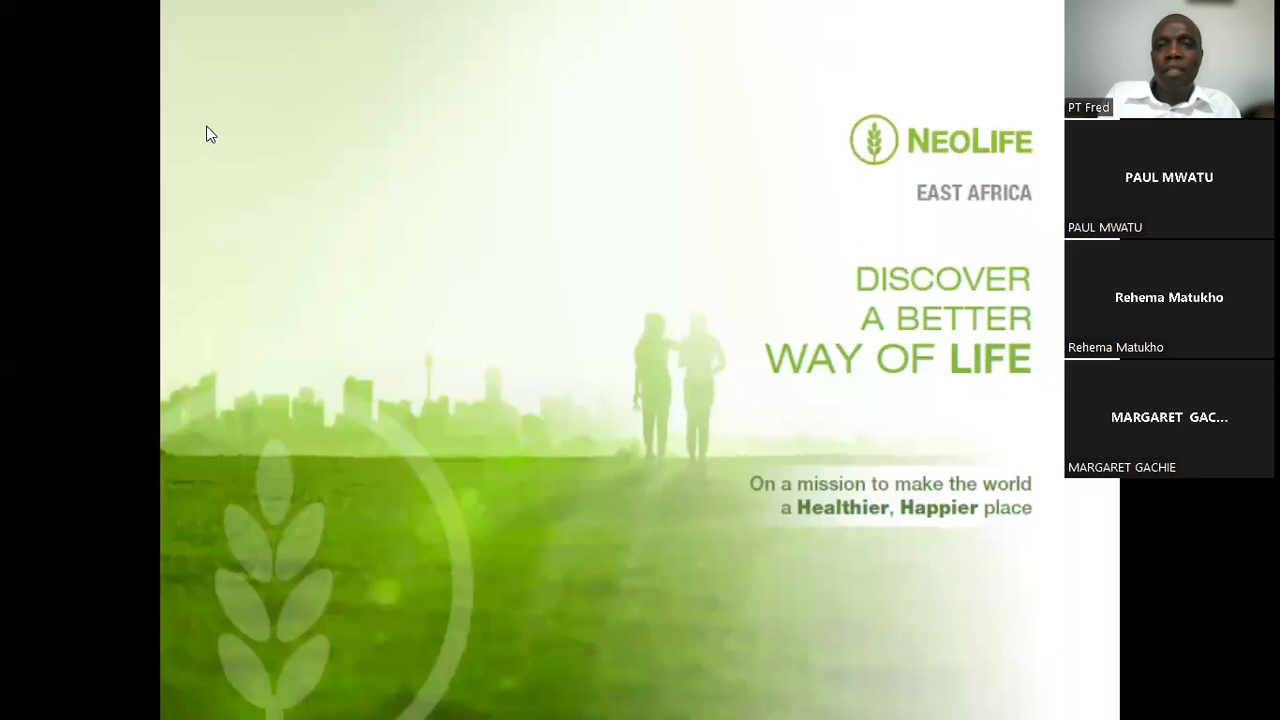 NEOLIFE
EAST AFRICA
DISCOVER
A BETTER
WAY OF LIFE
On a mission to make the world
a Healthier, Happier place
PT Fred
PAUL MWATU
PAUL MWATU
Rehema Matukho
Rehema Matukho
MARGARET GAC...
MARGARET GACHIE